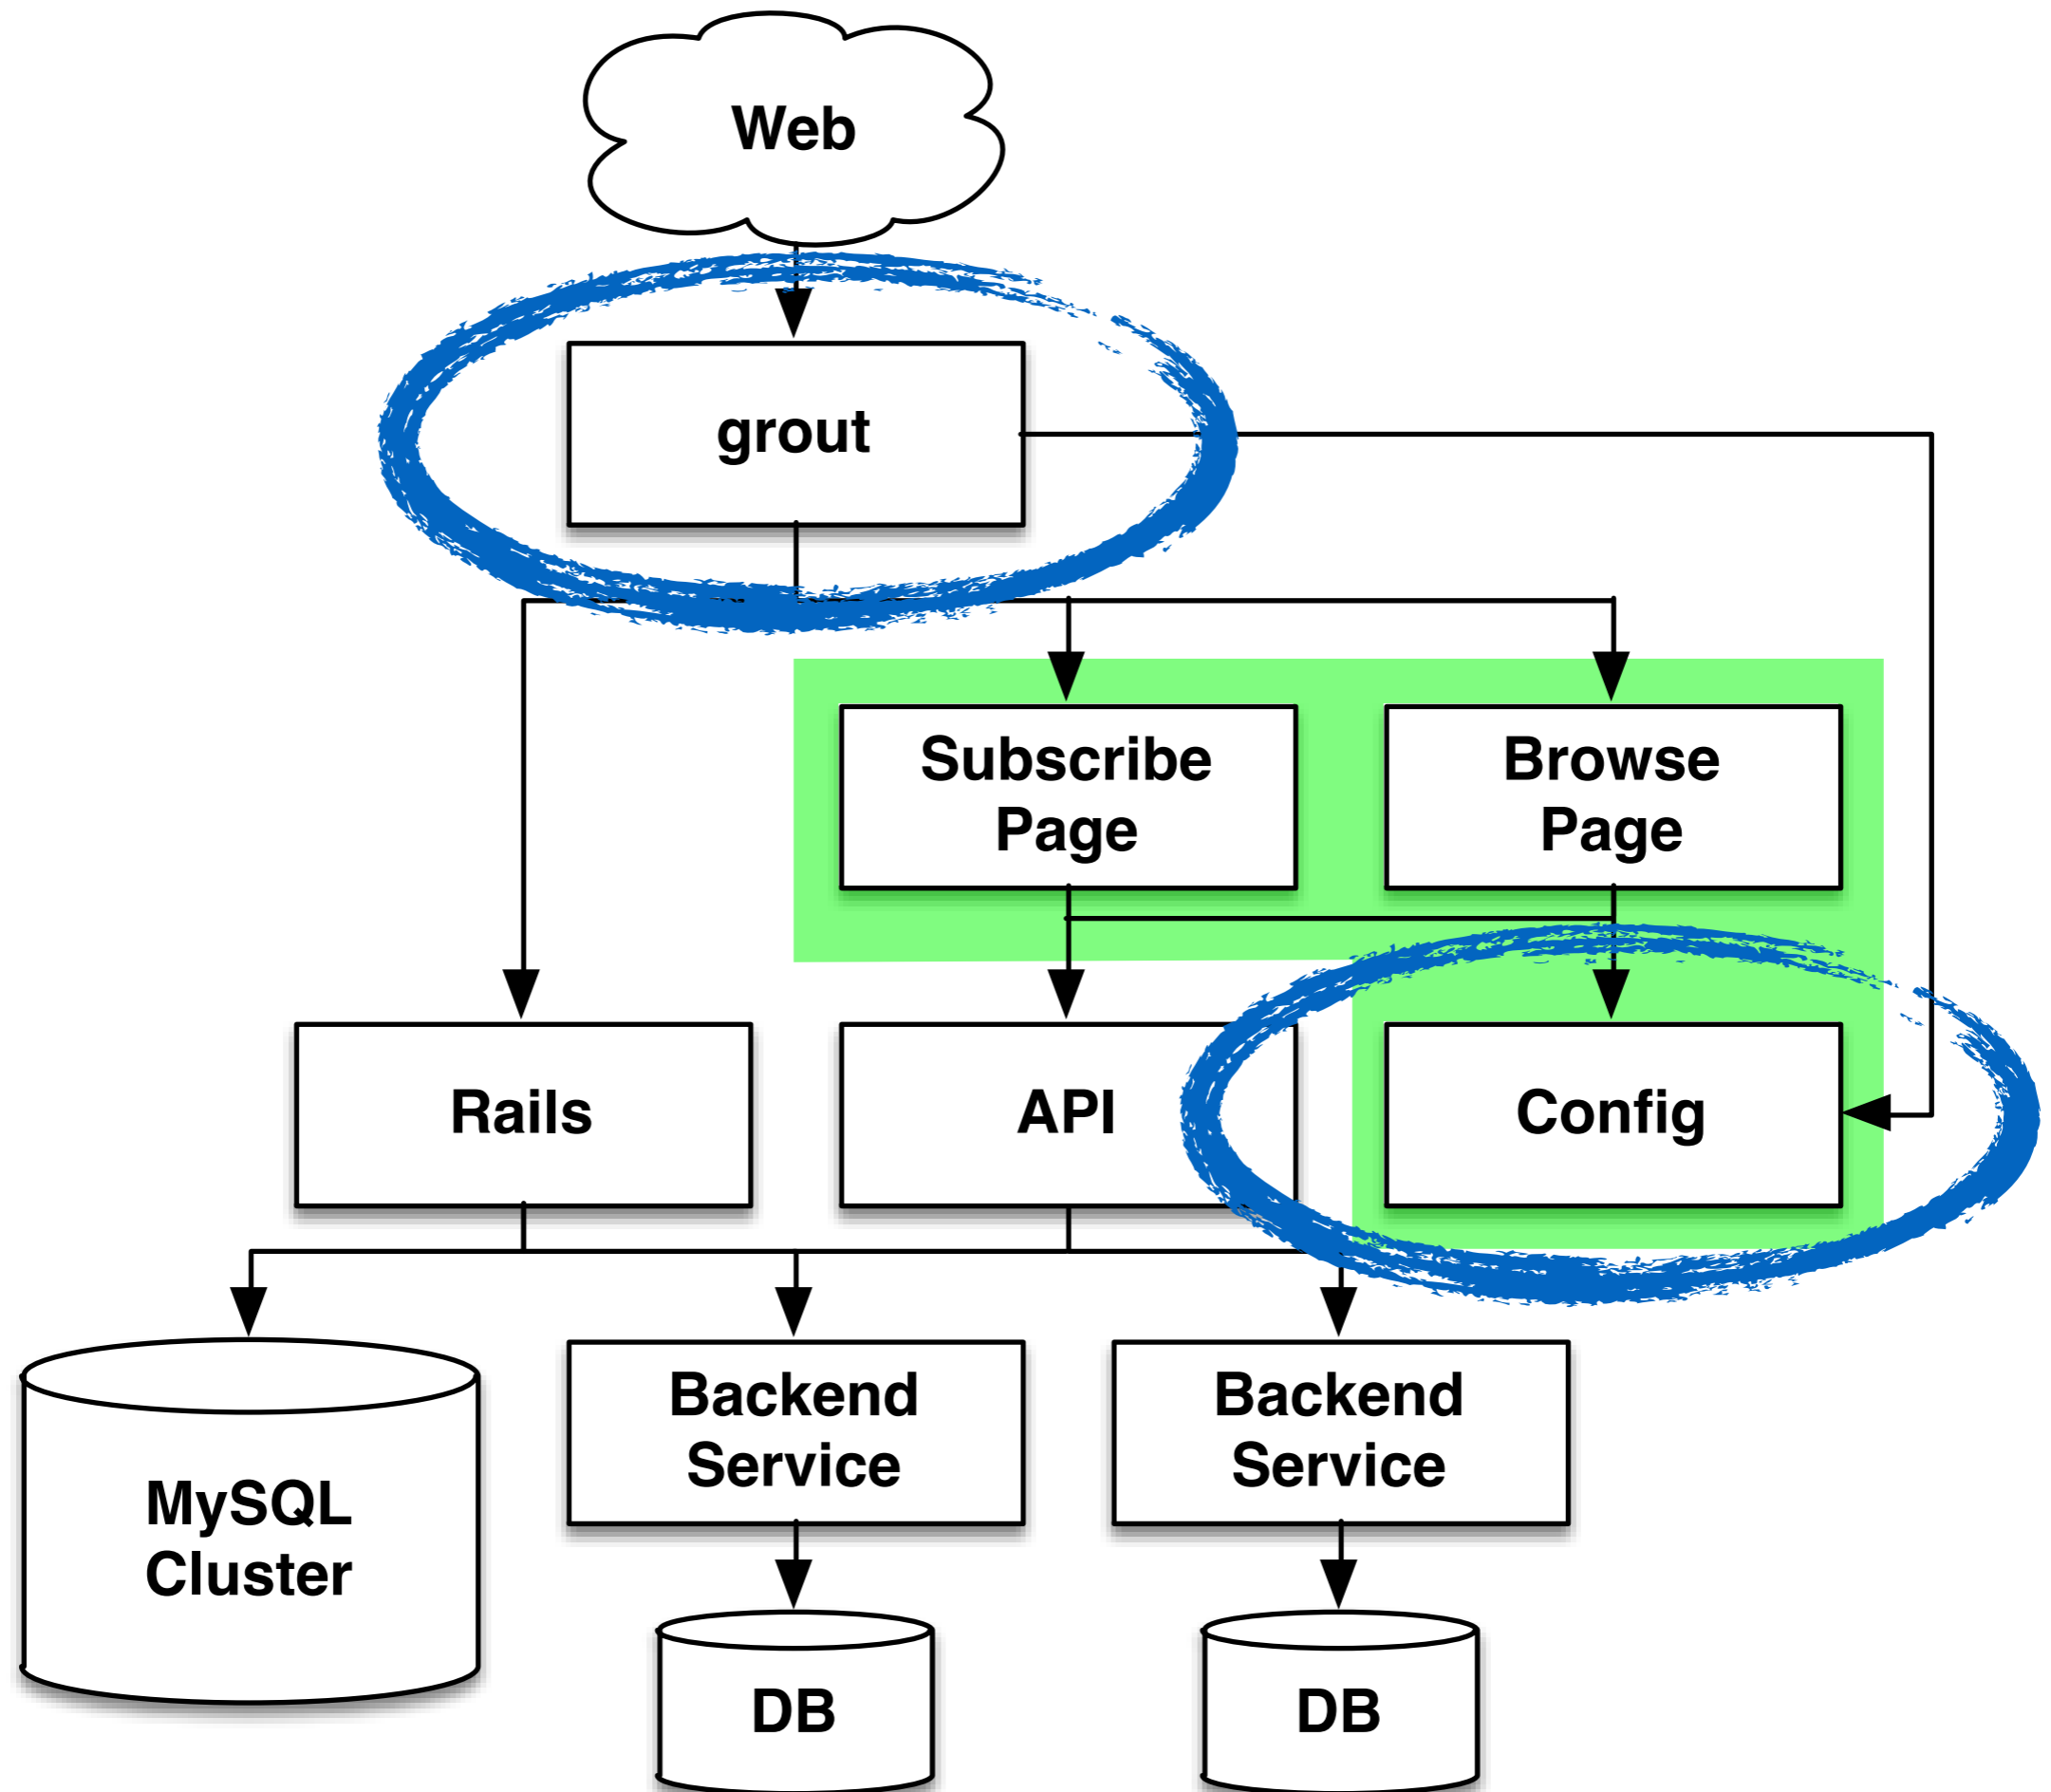 Web
grout
Subscribe
Page
Browse
Page
Rails
API
Config
MySQL
Cluster
Backend
Service
Backend
Service
DB
DB